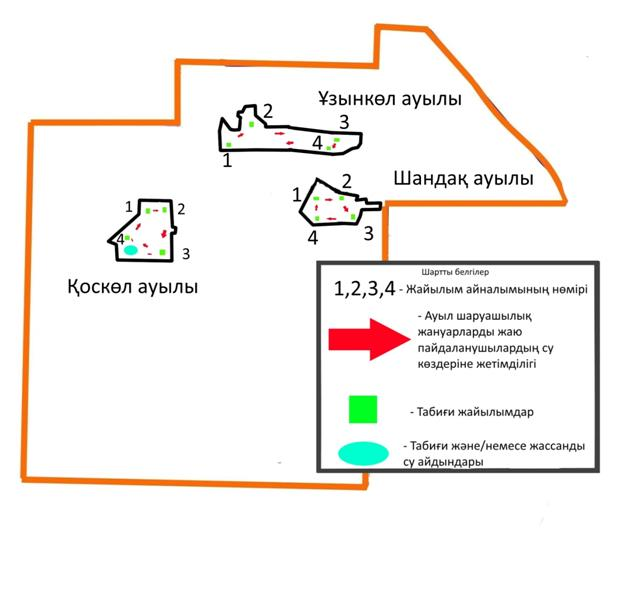 Ұзынкөл ауылы
2
3
4
1
Шандақ ауылы
1
2
4
3
1
2
4
3
Қоскөл ауылы
Шартты белгілер
1,2,3,4 - Жайылым айналымының нөмірі
- Ауыл шаруашылық
жануарларды жаю
пайдаланушылардың су
көздеріне жетімділігі
- Табиғи жайылымдар
- Табиғи және/немесе жассанды
су айдындары